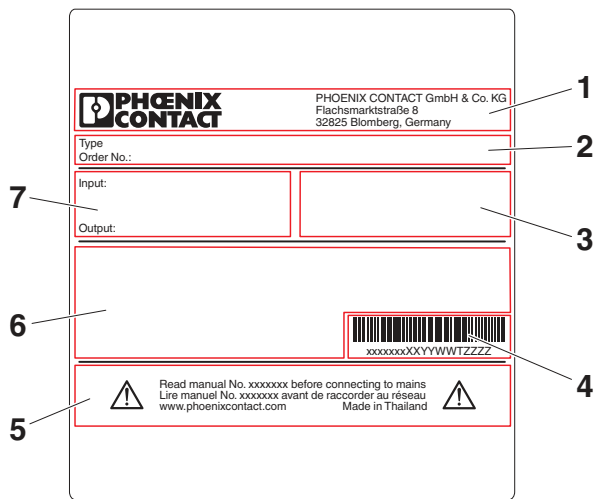 PHŒNIX
CONTACT
PHOENIX CONTACT GmbH & Co. KG
Flachsmarktstraße 8
32825 Blomberg, Germany
1
Type
Order No.:
2
Input:
7
Output:
3
6
xxxxxxxXXYYWWTZZZZ
4
Read manual No. xxxxxxx before connecting to mains
Lire manuel No. xxxxxxx avant de raccorder au réseau
www.phoenixcontact.com Made in Thailand
5